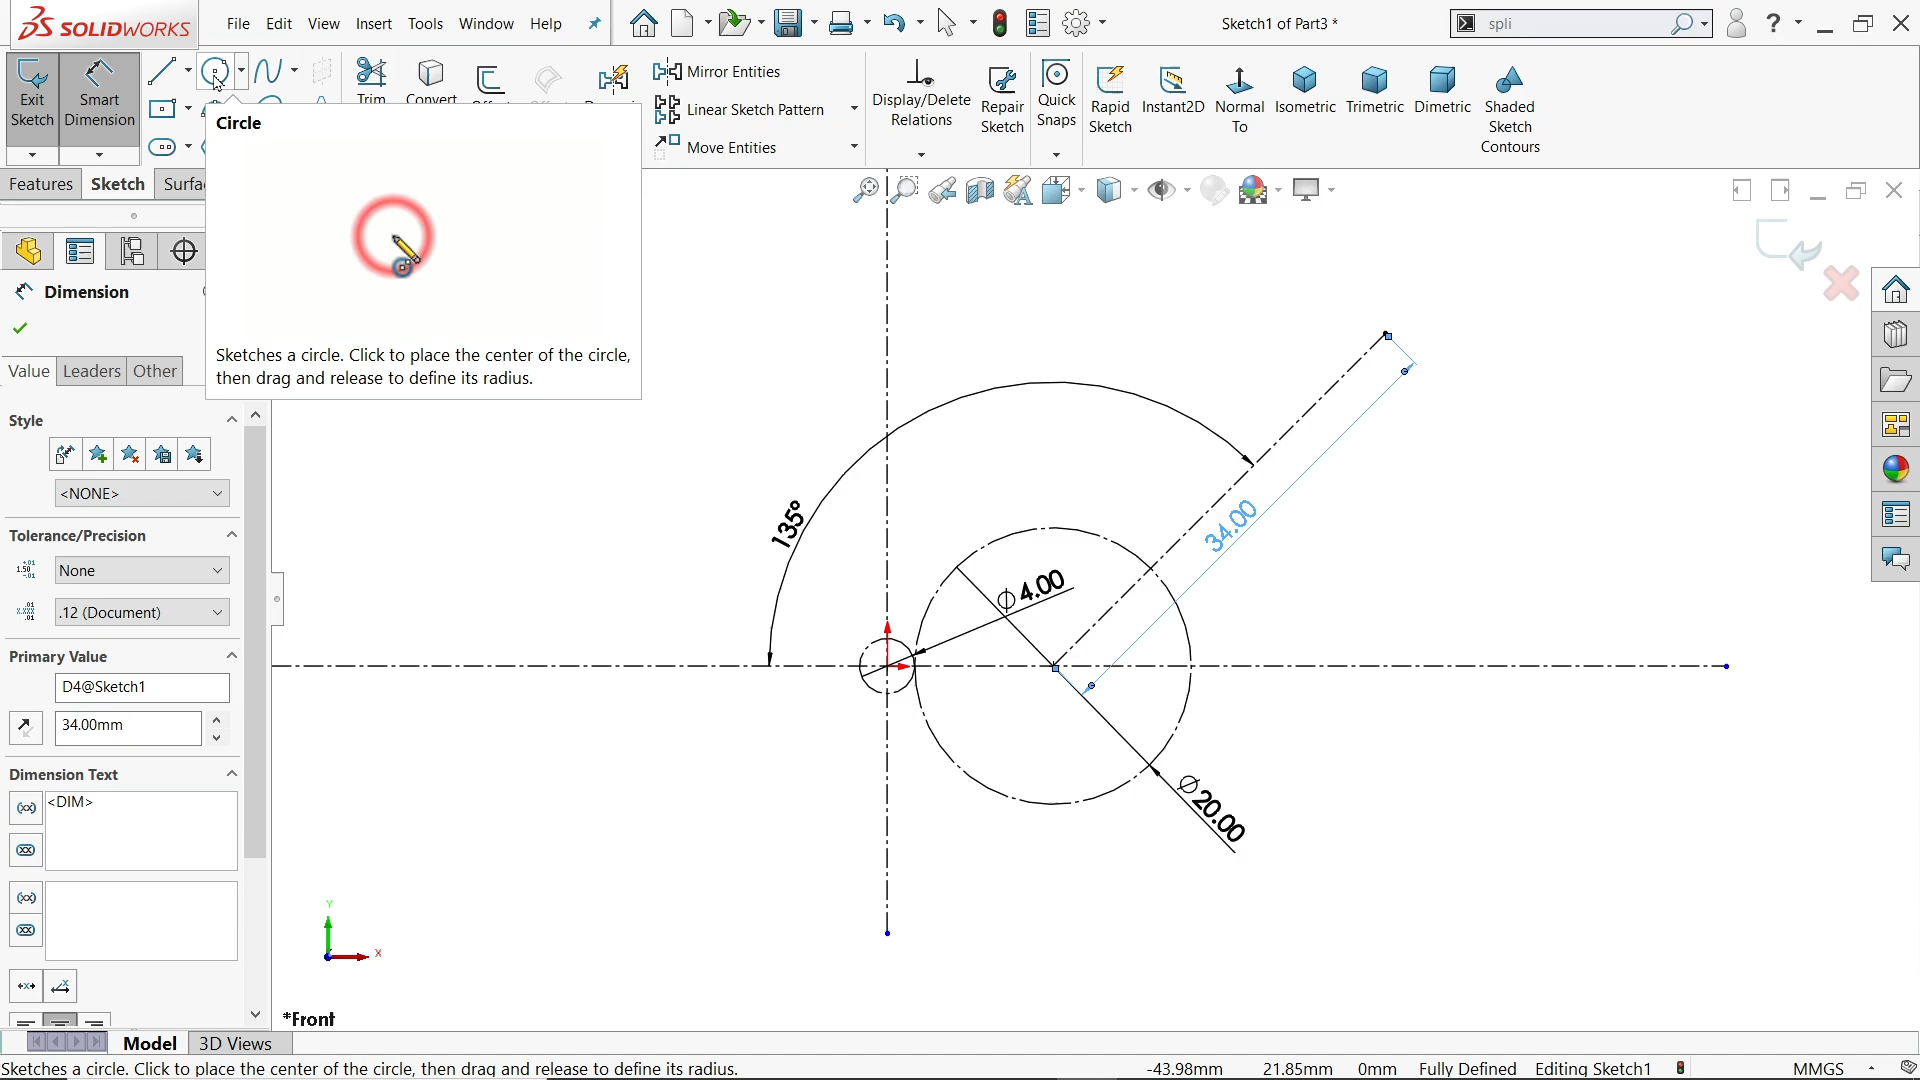 SOLIDWORKS
File Edit View Insert Tools Window Help
Sketch1 of Part3 *
spli
?
Exit Sketch
Smart Dimension
Trim
Convert
Mirror Entities
Linear Sketch Pattern
Move Entities
Display/Delete Relations
Repair Sketch
Quick Snaps
Rapid Sketch
Instant2D
Normal To
Isometric
Trimetric
Dimetric
Shaded Sketch Contours
Features Sketch Surfa
Circle
Sketches a circle. Click to place the center of the circle,
then drag and release to define its radius.
Dimension
Value Leaders Other
Style
<NONE>
Tolerance/Precision
None
.12 (Document)
Primary Value
D4@Sketch1
34.00mm
Dimension Text
<DIM>
135°
34.00
∅4.00
∅20.00
Y
X
*Front
Model 3D Views
Sketches a circle. Click to place the center of the circle, then drag and release to define its radius.
-43.98mm 21.85mm 0mm Fully Defined Editing Sketch1 MMGS